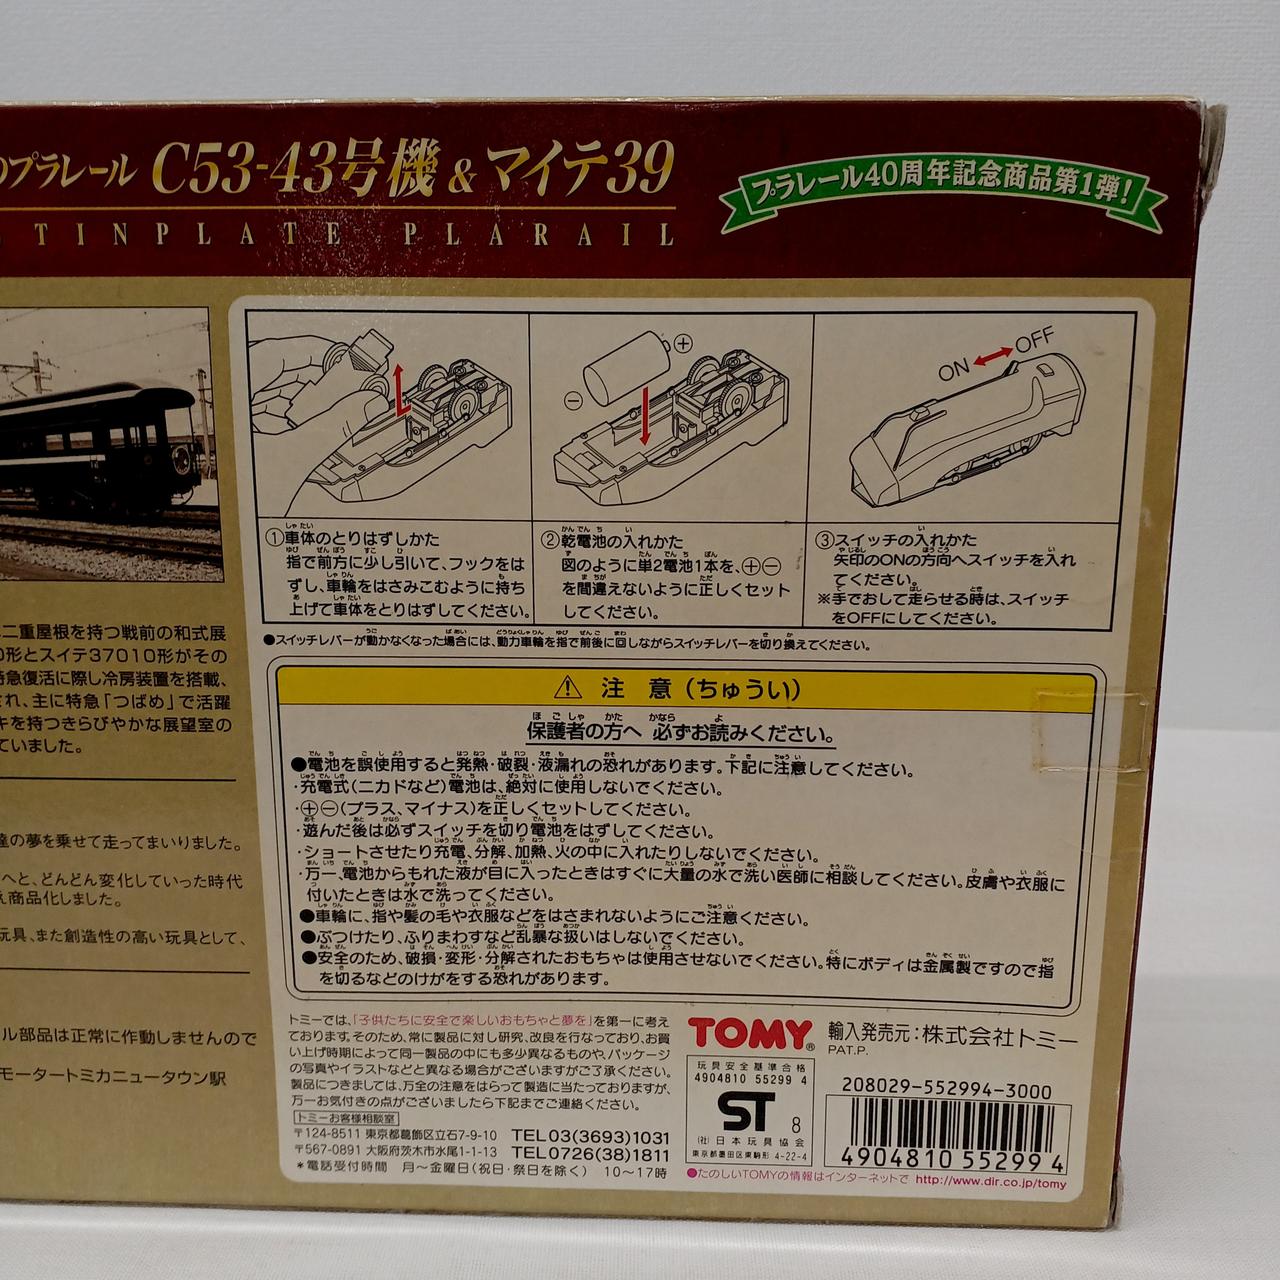 のプラレール C53-43号機 & マイテ39
TINPLATE PLARAIL
プラレール40周年記念商品第1弾!
ON OFF
①車体のとりはずしかた
指で前方に少し引いて、フックをは
ずし、車輪をはさみこむように持ち
上げて車体をとりはずしてください。
②乾電池の入れかた
図のように単2電池1本を、⊕⊖
を間違えないように正しくセット
してください。
③スイッチの入れかた
矢印のONの方向へスイッチを入れ
てください。
※手でおして走らせる時は、スイッチ
をOFFにしてください。
●スイッチレバーが動かなくなった場合には、動力車輪を指で前後に回しながらスイッチレバーを切り換えてください。
⚠ 注 意(ちゅうい)
保護者の方へ 必ずお読みください。
●電池を誤使用すると発熱・破裂・液漏れの恐れがあります。下記に注意してください。
・充電式(ニカドなど)電池は、絶対に使用しないでください。
・⊕⊖(プラス、マイナス)を正しくセットしてください。
・遊んだ後は必ずスイッチを切り電池をはずしてください。
・ショートさせたり充電、分解、加熱、火の中に入れたりしないでください。
・万一、電池からもれた液が目に入ったときはすぐに大量の水で洗い医師に相談してください。皮膚や衣服に
付いたときは水で洗ってください。
●車輪に、指や髪の毛や衣服などをはさまれないようにご注意ください。
●ぶつけたり、ふりまわすなど乱暴な扱いはしないでください。
●安全のため、破損・変形・分解されたおもちゃは使用させないでください。特にボディは金属製ですので指
を切るなどのけがをする恐れがあります。
二重屋根を持つ戦前の和式展
0形とスイテ37010形がその
特急復活に際し冷房装置を搭載、
され、主に特急「つばめ」で活躍
キを持つきらびやかな展望室の
ていました。
達の夢を乗せて走ってまいりました。
へと、どんどん変化していった時代
え商品化しました。
玩具、また創造性の高い玩具として、
ル部品は正常に作動しませんので
モータートミカニュータウン駅
トミーでは、「子供たちに安全で楽しいおもちゃと夢を」を第一に考え
ております。そのため、常に製品に対し研究、改良を行なっており、お買
い上げ時期によって同一製品の中にも多少異なるものや、パッケージ
の写真やイラストなどと異なる場合がございますがご了承ください。
製品につきましては、万全の注意をはらって製造に当たっておりますが、
万一お気付きの点がございましたら下記までご連絡ください。
トミーお客様相談室
〒124-8511 東京都葛飾区立石7-9-10 TEL03(3693)1031
〒567-0891 大阪府茨木市水尾1-1-13 TEL0726(38)1811
＊電話受付時間 月〜金曜日(祝日・祭日を除く) 10〜17時
TOMY®
輸入発売元：株式会社トミー
PAT.P.
玩具安全基準合格
4904810 55299 4
ST 8
(社)日本玩具協会
東京都墨田区東駒形 4-22-4
208029-552994-3000
4904810 552994
●たのしいTOMYの情報はインターネットで http://www.dir.co.jp/tomy